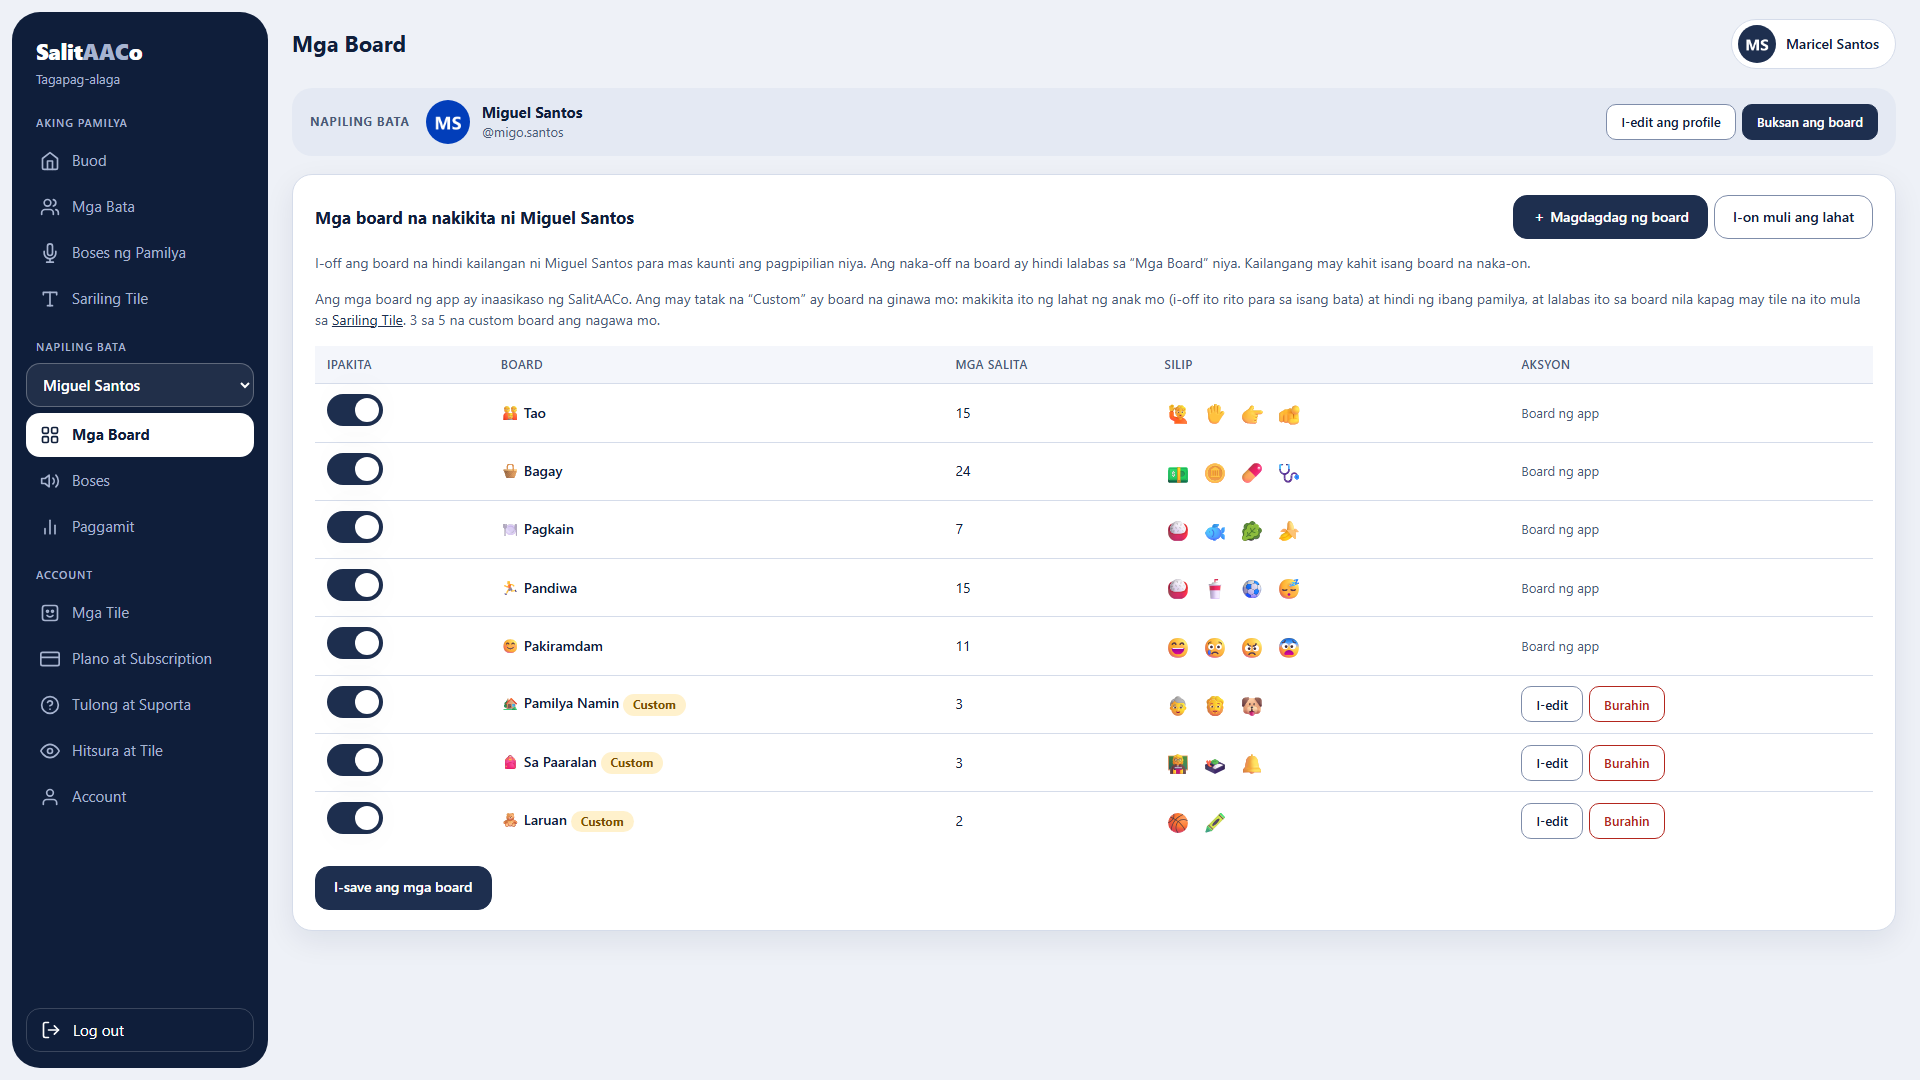 SalitAACo
Tagapag-alaga
AKING PAMILYA
Buod
Mga Bata
Boses ng Pamilya
Sariling Tile
NAPILING BATA
Miguel Santos
Mga Board
Boses
Paggamit
ACCOUNT
Mga Tile
Plano at Subscription
Tulong at Suporta
Hitsura at Tile
Account
Log out
Mga Board
MS Maricel Santos
NAPILING BATA
MS
Miguel Santos
@migo.santos
I-edit ang profile
Buksan ang board
Mga board na nakikita ni Miguel Santos
+ Magdagdag ng board
I-on muli ang lahat
I-off ang board na hindi kailangan ni Miguel Santos para mas kaunti ang pagpipilian niya. Ang naka-off na board ay hindi lalabas sa “Mga Board” niya. Kailangang may kahit isang board na naka-on.
Ang mga board ng app ay inaasikaso ng SalitAACo. Ang may tatak na “Custom” ay board na ginawa mo: makikita ito ng lahat ng anak mo (i-off ito rito para sa isang bata) at hindi ng ibang pamilya, at lalabas ito sa board nila kapag may tile na ito mula
sa Sariling Tile. 3 sa 5 na custom board ang nagawa mo.
IPAKITA BOARD MGA SALITA SILIP AKSYON
Tao 15 Board ng app
Bagay 24 Board ng app
Pagkain 7 Board ng app
Pandiwa 15 Board ng app
Pakiramdam 11 Board ng app
Pamilya Namin Custom 3 I-edit Burahin
Sa Paaralan Custom 3 I-edit Burahin
Laruan Custom 2 I-edit Burahin
I-save ang mga board